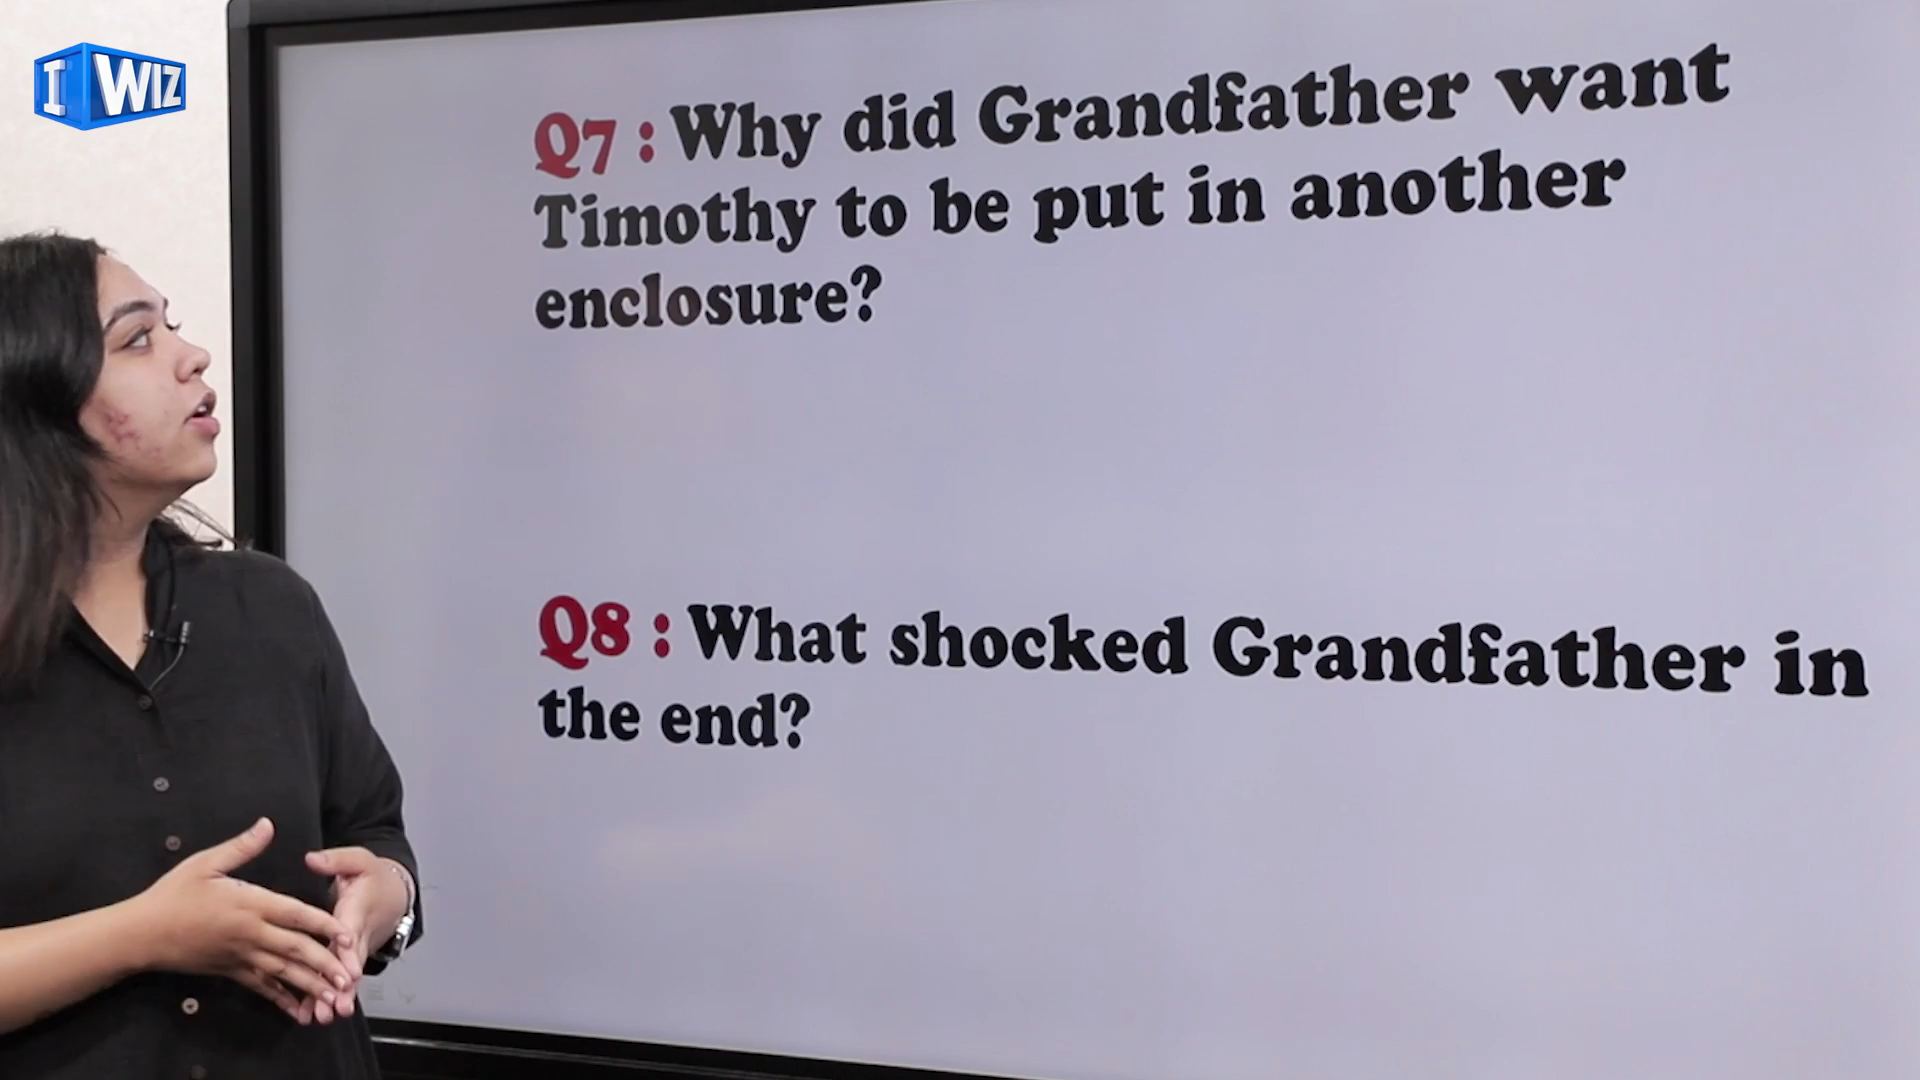 I WIZ
Q7 : Why did Grandfather want
Timothy to be put in another
enclosure?
Q8 : What shocked Grandfather in
the end?